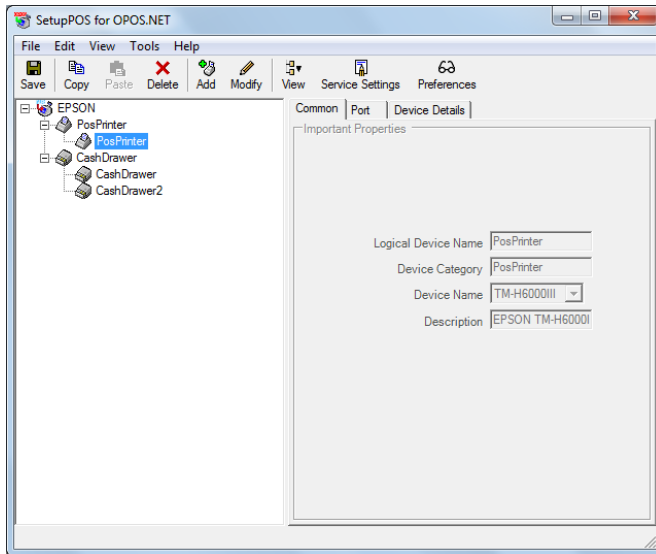 SetupPOS for OPOS.NET
File Edit View Tools Help
Save Copy Paste Delete Add Modify View Service Settings Preferences
EPSON
PosPrinter
PosPrinter
CashDrawer
CashDrawer
CashDrawer2
Common Port Device Details
Important Properties
Logical Device Name PosPrinter
Device Category PosPrinter
Device Name TM-H6000III
Description EPSON TM-H6000I